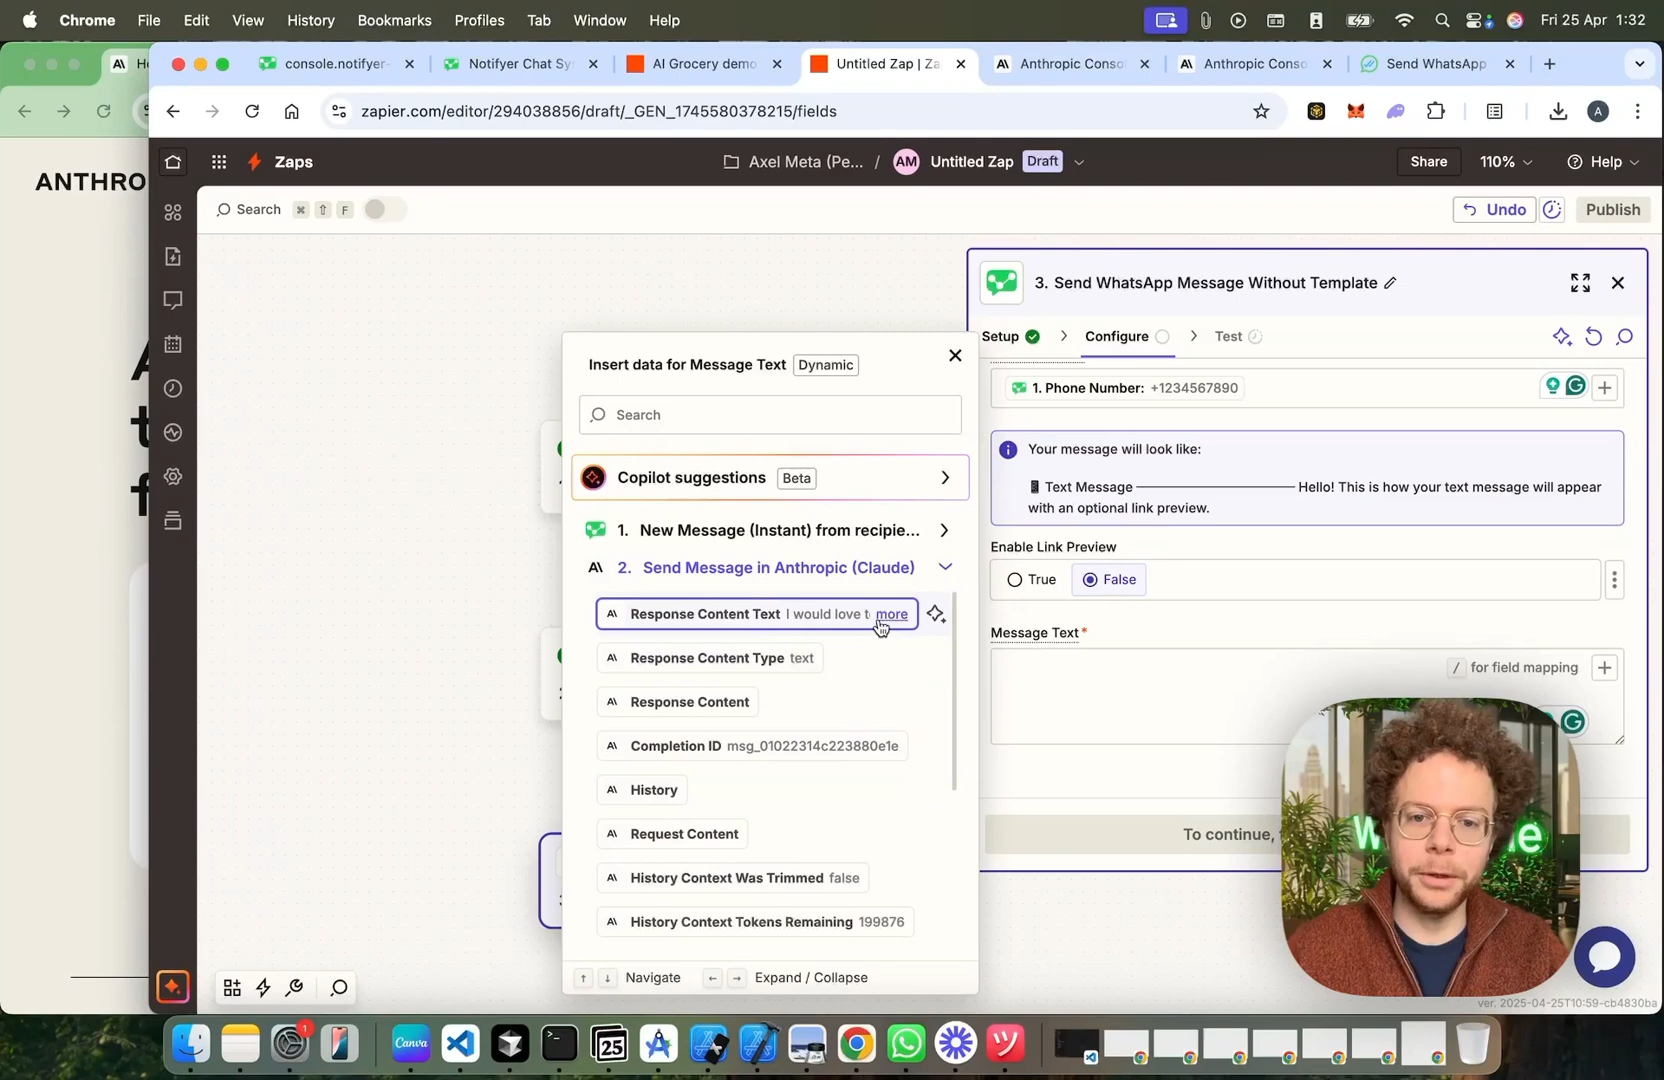 Chrome File Edit View History Bookmarks Profiles Tab Window Help
Fri 25 Apr 1:32
console.notifyer-
Notifyer Chat Sy
AI Grocery demo
Untitled Zap | Za
Anthropic Conso
Anthropic Conso
Send WhatsApp
zapier.com/editor/294038856/draft/_GEN_1745580378215/fields
A
ANTHRO
Zaps
Axel Meta (Pe... / AM Untitled Zap Draft
Share
110%
Help
Search ⌘ ⇧ F
Undo
Publish
3. Send WhatsApp Message Without Template
Setup
Configure
Test
1. Phone Number: +1234567890
Your message will look like:
Text Message ———————————— Hello! This is how your text message will appear
with an optional link preview.
Enable Link Preview
True
False
Message Text*
/ for field mapping
To continue,
Insert data for Message Text Dynamic
Search
Copilot suggestions Beta
1. New Message (Instant) from recipie...
2. Send Message in Anthropic (Claude)
Response Content Text I would love t more
Response Content Type text
Response Content
Completion ID msg_01022314c223880e1e
History
Request Content
History Context Was Trimmed false
History Context Tokens Remaining 199876
↑ ↓ Navigate ← → Expand / Collapse
ver. 2025-04-25T10:59-cb4830ba
1
Canva
25